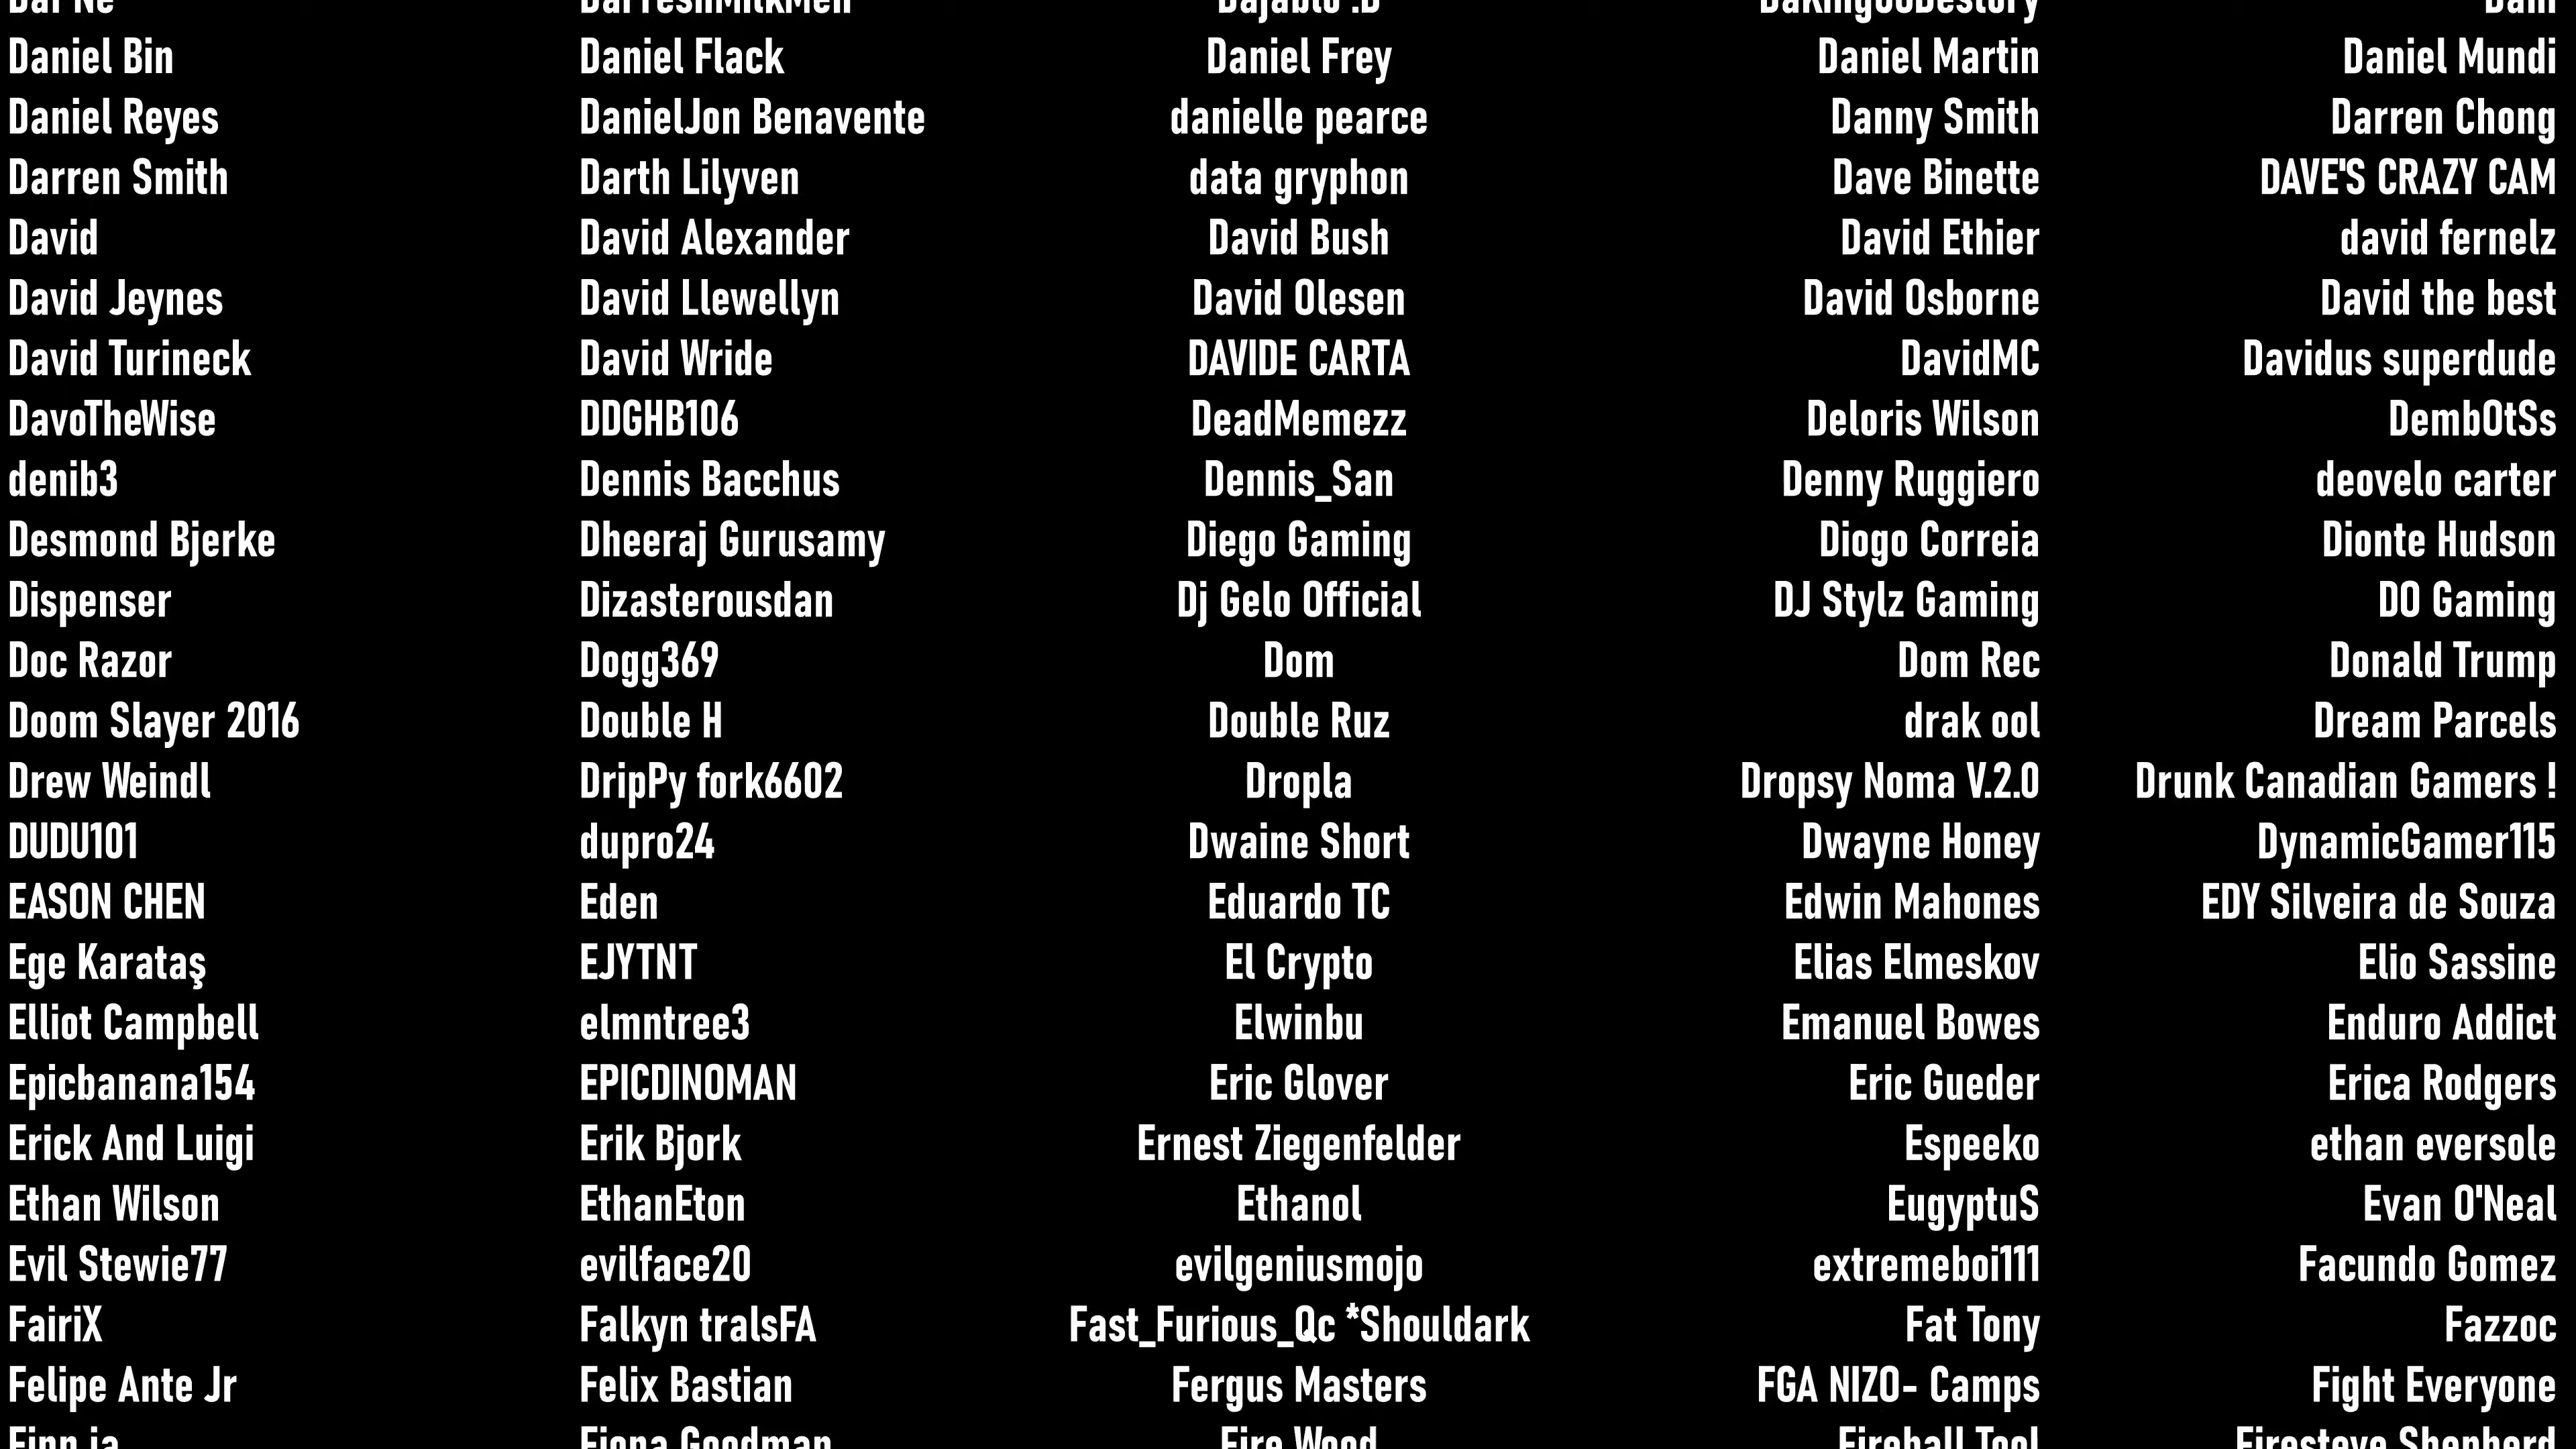 Daniel Bin Daniel Flack Daniel Frey Daniel Martin Daniel Mundi
Daniel Reyes DanielJon Benavente danielle pearce Danny Smith Darren Chong
Darren Smith Darth Lilyven data gryphon Dave Binette DAVE'S CRAZY CAM
David David Alexander David Bush David Ethier david fernelz
David Jeynes David Llewellyn David Olesen David Osborne David the best
David Turineck David Wride DAVIDE CARTA DavidMC Davidus superdude
DavoTheWise DDGHB106 DeadMemezz Deloris Wilson Demb0tSs
denib3 Dennis Bacchus Dennis_San Denny Ruggiero deovelo carter
Desmond Bjerke Dheeraj Gurusamy Diego Gaming Diogo Correia Dionte Hudson
Dispenser Dizasterousdan Dj Gelo Official DJ Stylz Gaming DO Gaming
Doc Razor Dogg369 Dom Dom Rec Donald Trump
Doom Slayer 2016 Double H Double Ruz drak ool Dream Parcels
Drew Weindl DripPy fork6602 Dropla Dropsy Noma V.2.0 Drunk Canadian Gamers !
DUDU101 dupro24 Dwaine Short Dwayne Honey DynamicGamer115
EASON CHEN Eden Eduardo TC Edwin Mahones EDY Silveira de Souza
Ege Karataş EJYTNT El Crypto Elias Elmeskov Elio Sassine
Elliot Campbell elmntree3 Elwinbu Emanuel Bowes Enduro Addict
Epicbanana154 EPICDINOMAN Eric Glover Eric Gueder Erica Rodgers
Erick And Luigi Erik Bjork Ernest Ziegenfelder Espeeko ethan eversole
Ethan Wilson EthanEton Ethanol EugyptuS Evan O'Neal
Evil Stewie77 evilface20 evilgeniusmojo extremeboi111 Facundo Gomez
FairiX Falkyn tralsFA Fast_Furious_Qc *Shouldark Fat Tony Fazzoc
Felipe Ante Jr Felix Bastian Fergus Masters FGA NIZO- Camps Fight Everyone
Fiona Goodman Fire Wood Fireball Tool Firesteve Shepherd